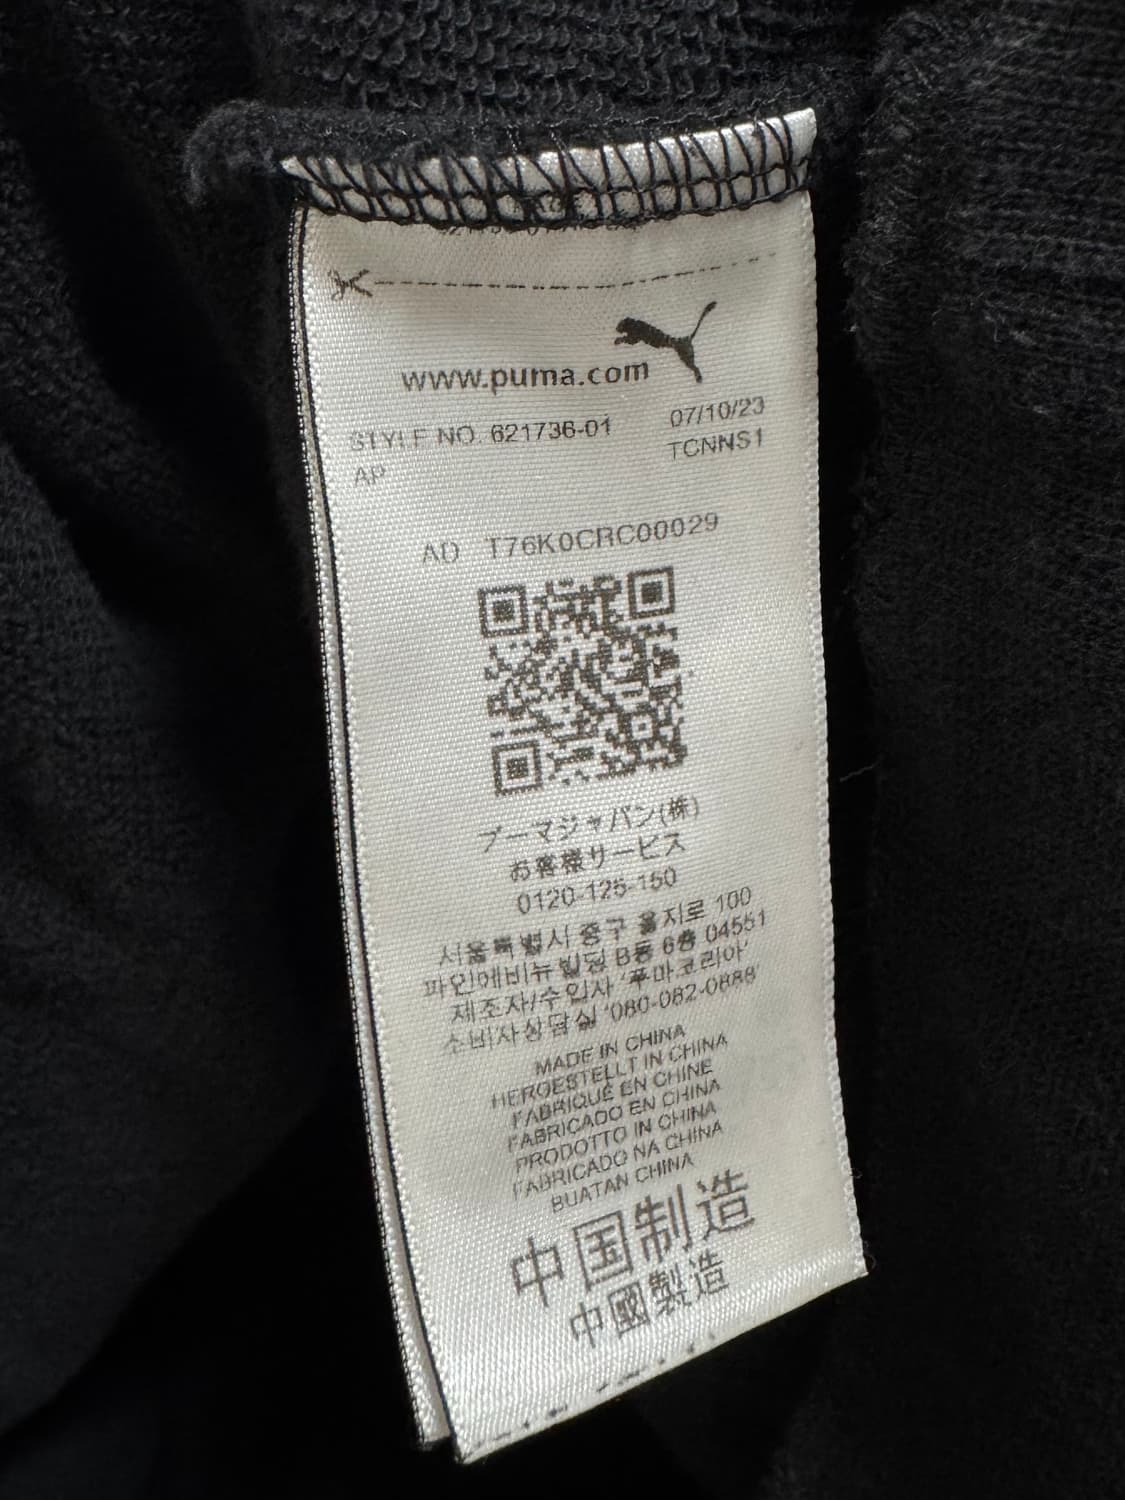 www.puma.com
STYLE NO. 621736-01 07/10/23
AP TCNNS1
AD T76K0CRC00029
プーマジャパン(株)
お客様サービス
0120-125-150
서울특별시 중구 을지로 100
파인에비뉴 빌딩 B동 6층 04551
제조자/수입사 '푸마코리아'
소비자상담실 '080-082-0888'
MADE IN CHINA
HERGESTELLT IN CHINA
FABRIQUÉ EN CHINE
FABRICADO EN CHINA
PRODOTTO IN CHINA
FABRICADO NA CHINA
BUATAN CHINA
中国制造
中國製造